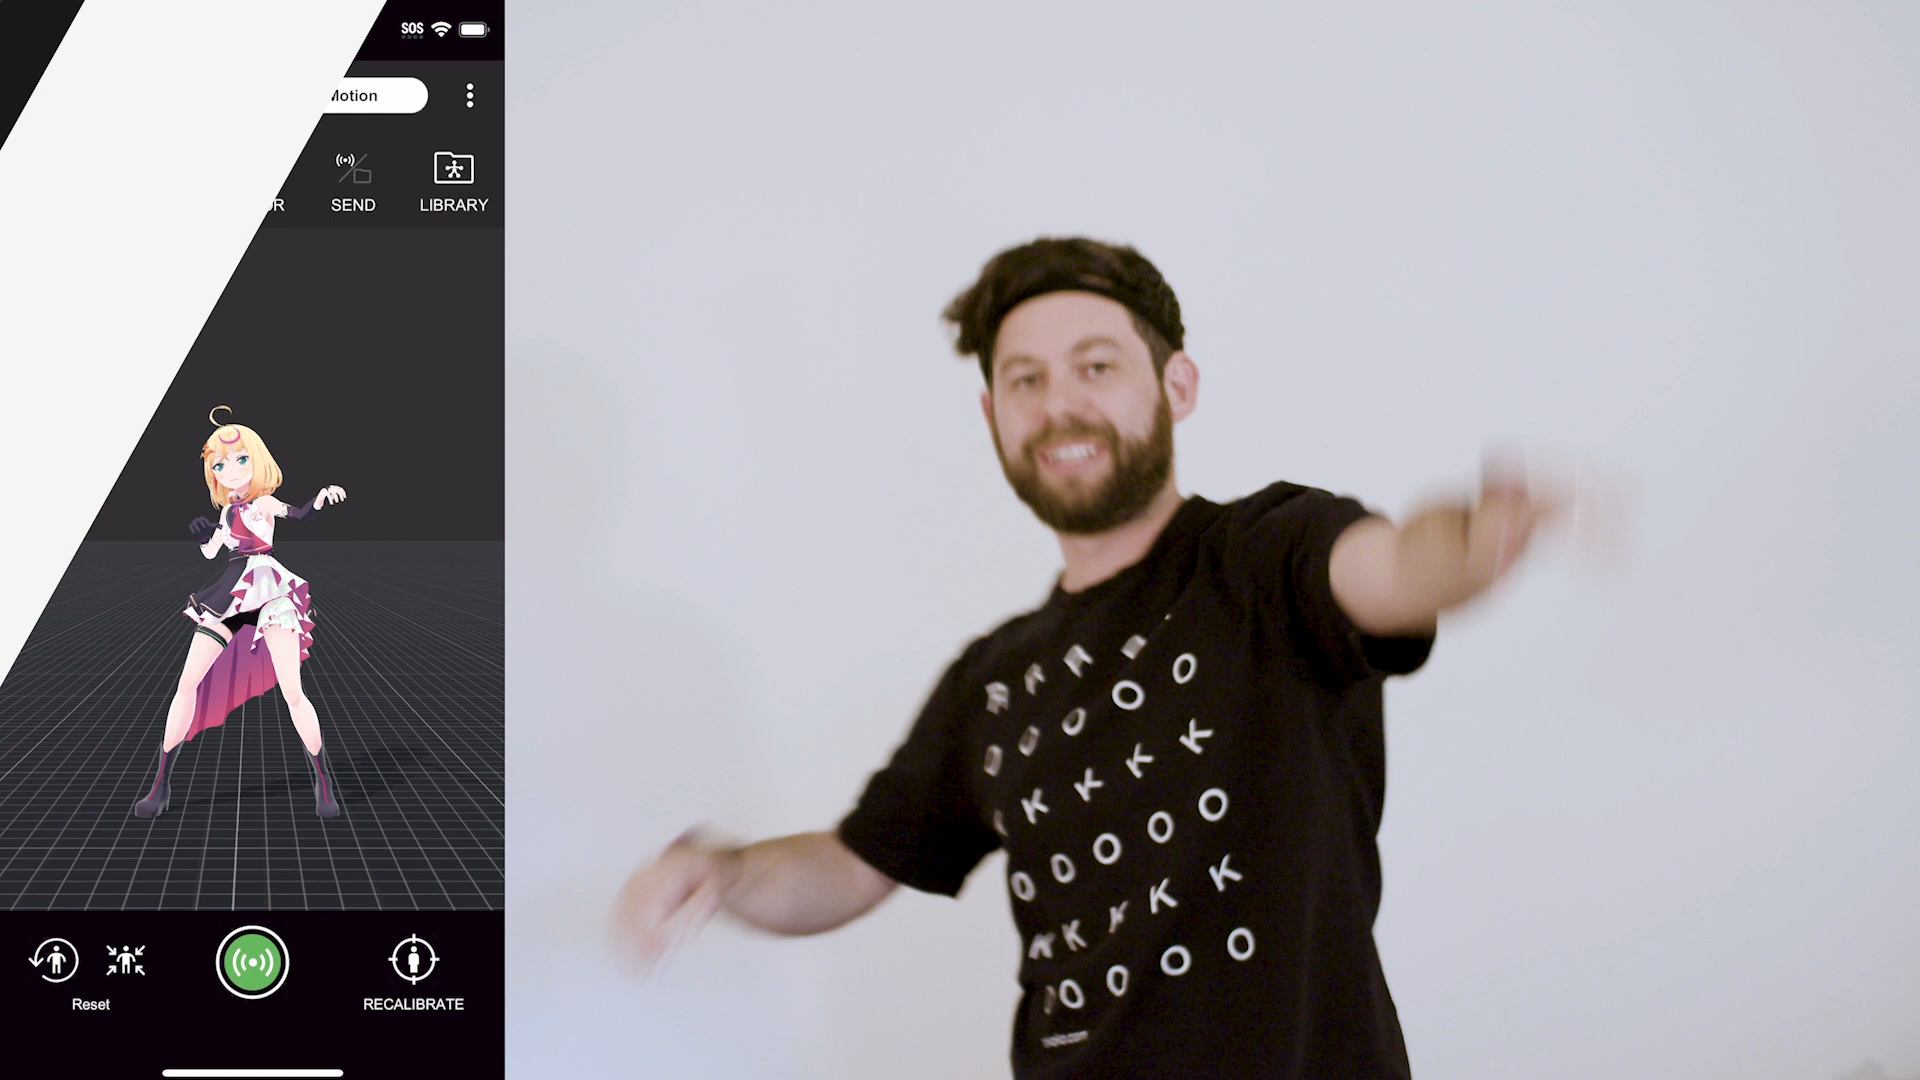 SOS
Motion
SEND
LIBRARY
Reset
RECALIBRATE
O O O O O
K K K K
O O O O O
K K K K
O O O O